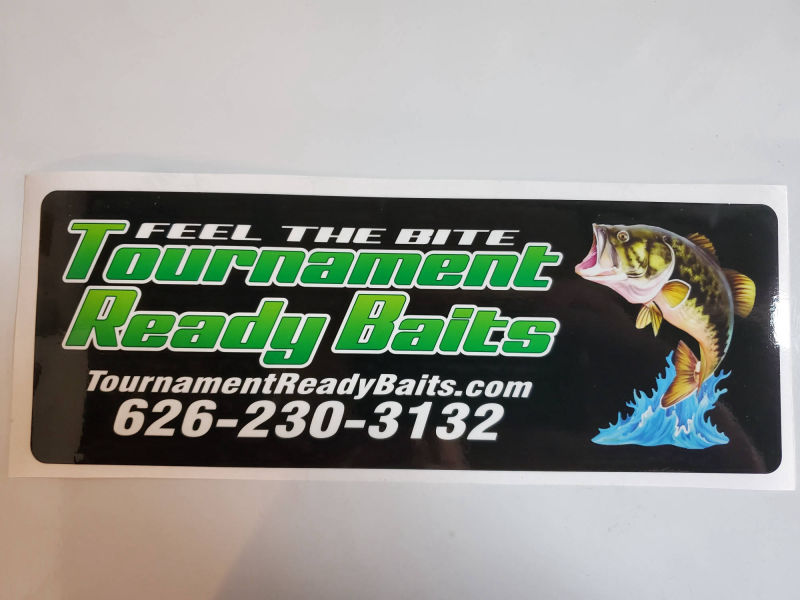 FEEL THE BITE
Tournament
Ready Baits
TournamentReadyBaits.com
626-230-3132